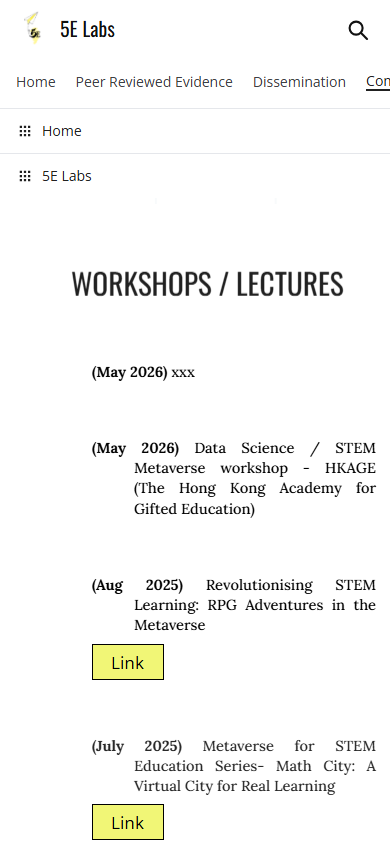 5E Labs
Home Peer Reviewed Evidence Dissemination Con
Home
5E Labs
WORKSHOPS / LECTURES
(May 2026) xxx
(May 2026) Data Science / STEM
Metaverse workshop - HKAGE
(The Hong Kong Academy for
Gifted Education)
(Aug 2025) Revolutionising STEM
Learning: RPG Adventures in the
Metaverse
Link
(July 2025) Metaverse for STEM
Education Series- Math City: A
Virtual City for Real Learning
Link